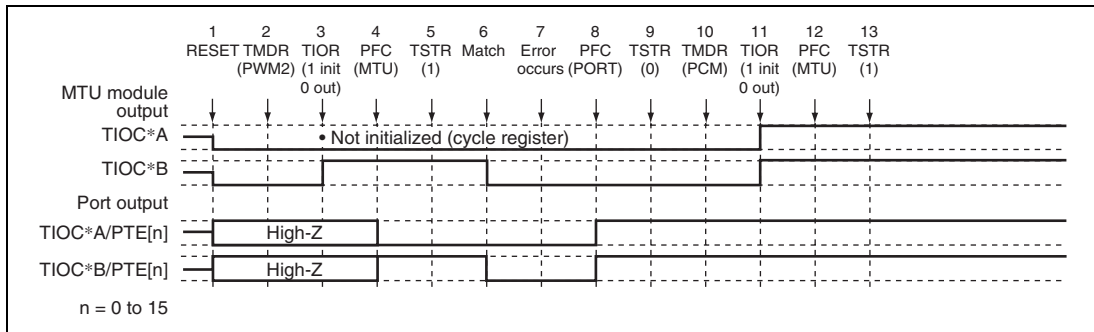 1 2 3 4 5 6 7 8 9 10 11 12 13
RESET TMDR TIOR PFC TSTR Match Error PFC TSTR TMDR TIOR PFC TSTR
(PWM2) (1 init (MTU) (1) occurs (PORT) (0) (PCM) (1 init (MTU) (1)
0 out) 0 out)
MTU module
output
TIOC*A • Not initialized (cycle register)
TIOC*B
Port output
TIOC*A/PTE[n] High-Z
TIOC*B/PTE[n] High-Z
n = 0 to 15